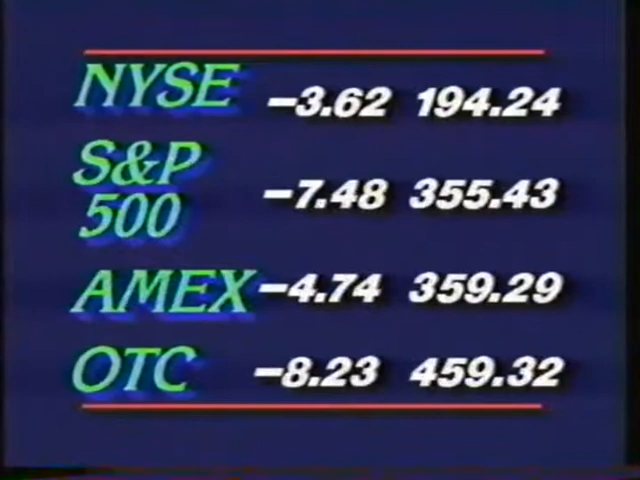 NYSE -3.62 194.24
S&P
500 -7.48 355.43
AMEX -4.74 359.29
OTC -8.23 459.32